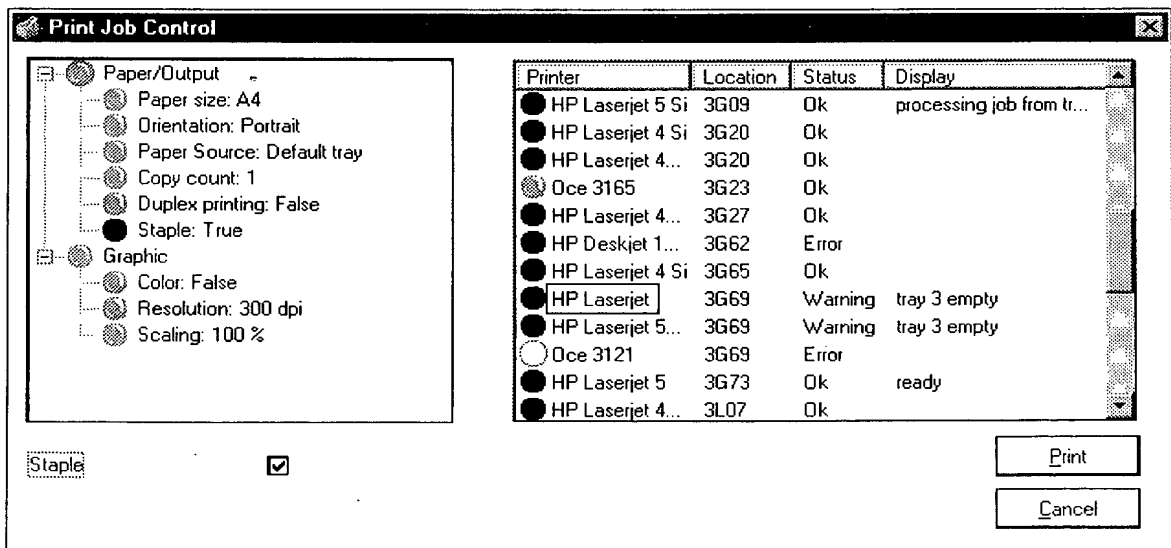 Print Job Control
Paper/Output
Paper size: A4
Orientation: Portrait
Paper Source: Default tray
Copy count: 1
Duplex printing: False
Staple: True
Graphic
Color: False
Resolution: 300 dpi
Scaling: 100 %
Printer Location Status Display
HP Laserjet 5 Si 3G09 Ok processing job from tr...
HP Laserjet 4 Si 3G20 Ok
HP Laserjet 4... 3G20 Ok
Oce 3165 3G23 Ok
HP Laserjet 4... 3G27 Ok
HP Deskjet 1... 3G62 Error
HP Laserjet 4 Si 3G65 Ok
HP Laserjet 3G69 Warning tray 3 empty
HP Laserjet 5... 3G69 Warning tray 3 empty
Oce 3121 3G69 Error
HP Laserjet 5 3G73 Ok ready
HP Laserjet 4... 3L07 Ok
Staple
Print
Cancel